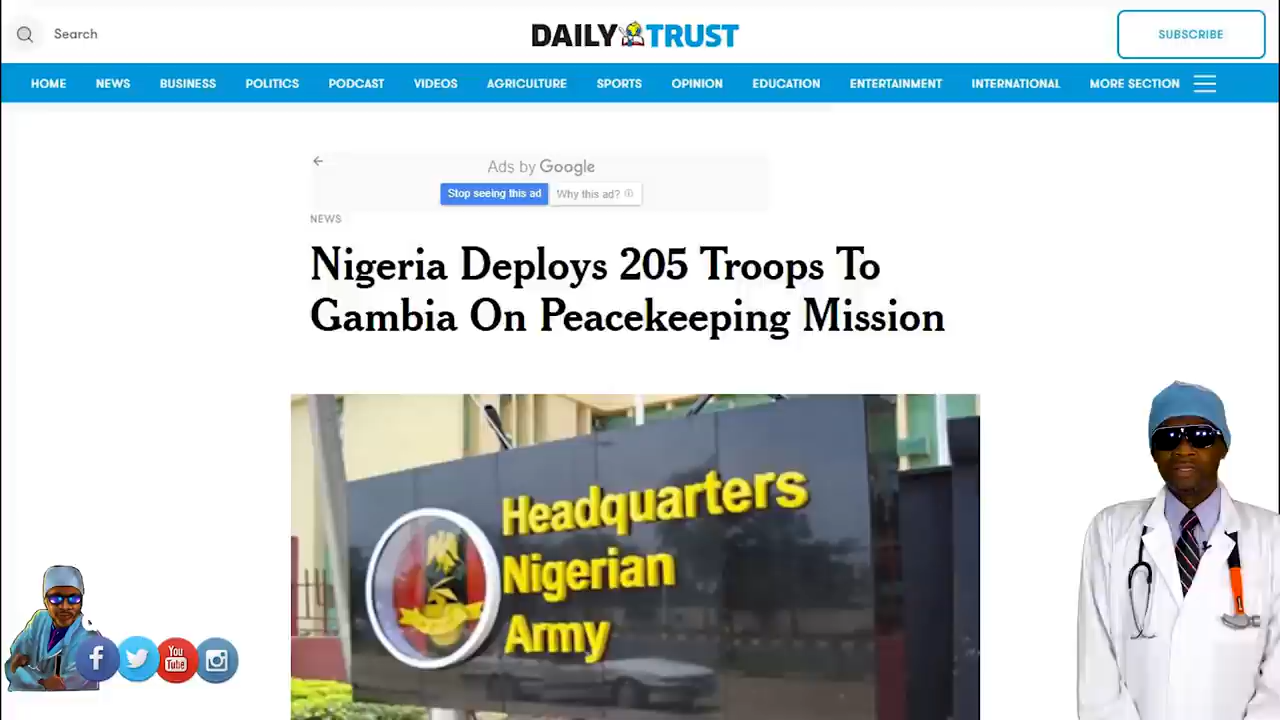 Search
DAILY TRUST
SUBSCRIBE
HOME NEWS BUSINESS POLITICS PODCAST VIDEOS AGRICULTURE SPORTS OPINION EDUCATION ENTERTAINMENT INTERNATIONAL MORE SECTION
Ads by Google
Stop seeing this ad Why this ad?
NEWS
Nigeria Deploys 205 Troops To
Gambia On Peacekeeping Mission
Headquarters
Nigerian
Army
You
Tube